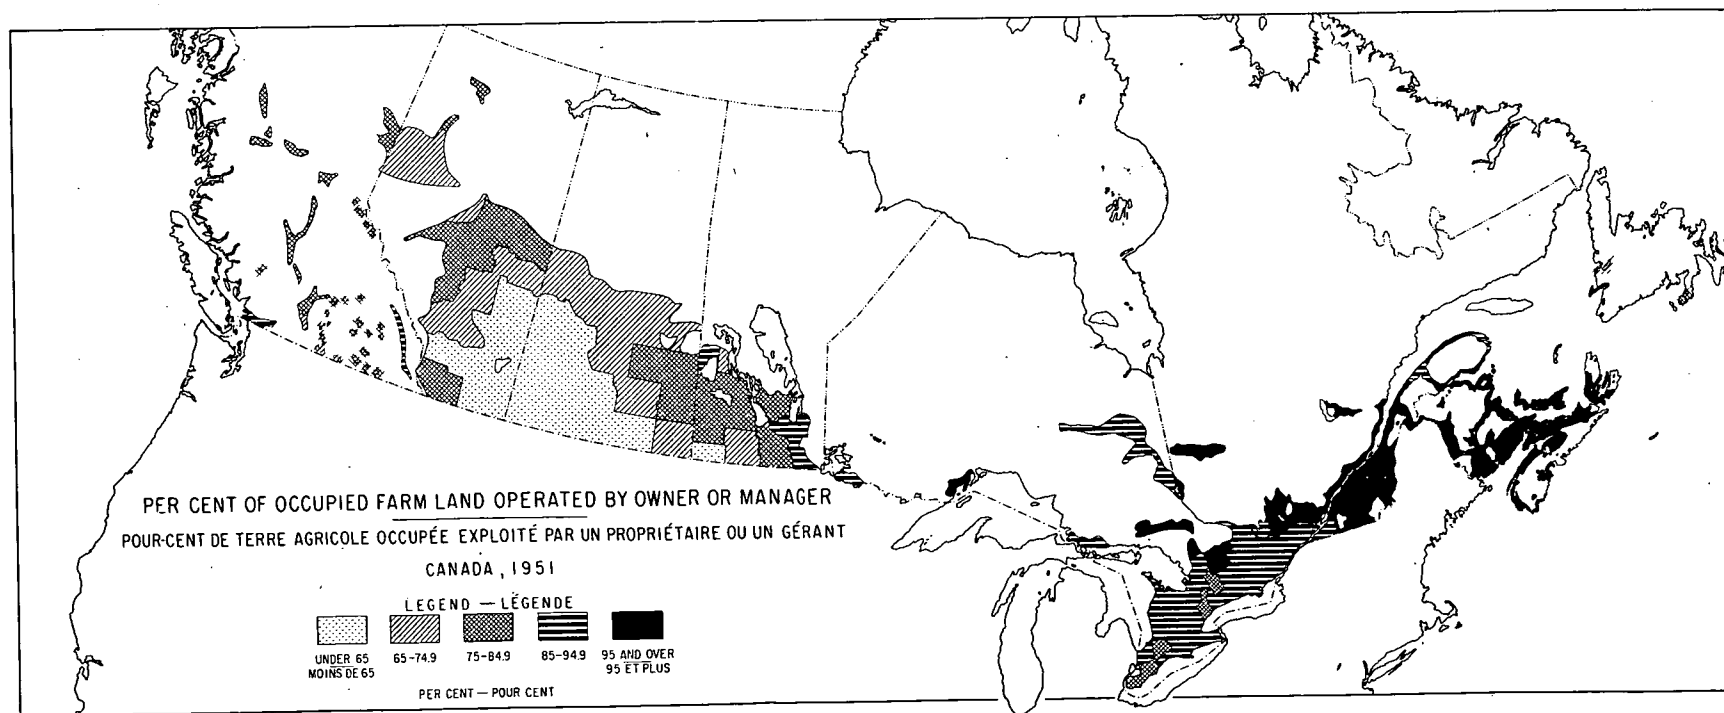 PER CENT OF OCCUPIED FARM LAND OPERATED BY OWNER OR MANAGER
POUR-CENT DE TERRE AGRICOLE OCCUPÉE EXPLOITÉ PAR UN PROPRIÉTAIRE OU UN GÉRANT
CANADA, 1951
LEGEND — LÉGENDE
UNDER 65 65-74.9 75-84.9 85-94.9 95 AND OVER
MOINS DE 65 95 ET PLUS
PER CENT — POUR CENT